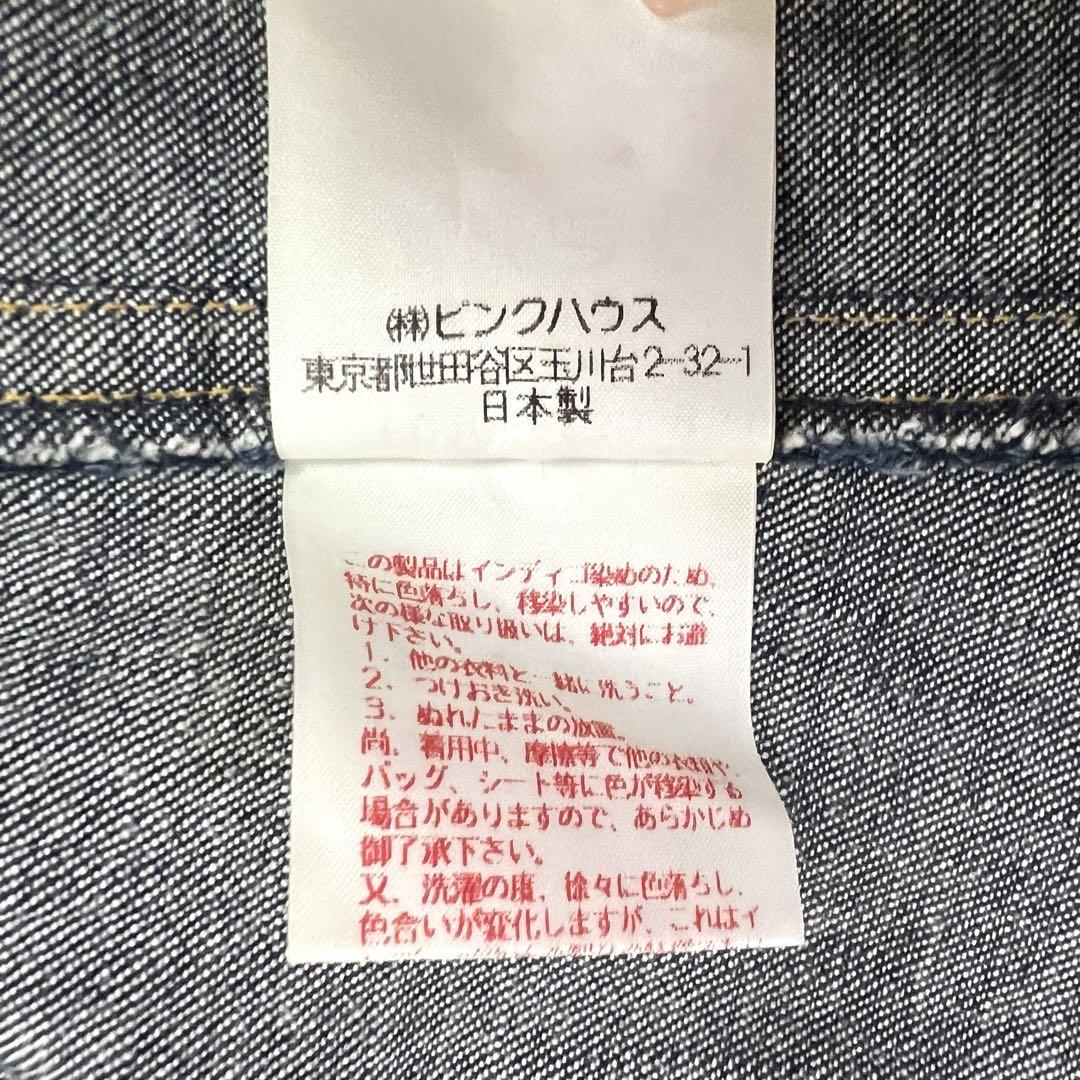 ㈱ピンクハウス
東京都世田谷区玉川台2-32-1
日本製
この製品はインディゴ染めのため、
特に色落ちし、移染しやすいので、
次の様な取り扱いは、絶対にお避
け下さい。
1. 他の衣料と一緒に洗うこと。
2. つけおき洗い。
3. ぬれたままの放置。
尚、着用中、摩擦等で他の衣料や、
バッグ、シート等に色が移染する
場合がありますので、あらかじめ
御了承下さい。
又、洗濯の度、徐々に色落ちし、
色合いが変化しますが、これはイ